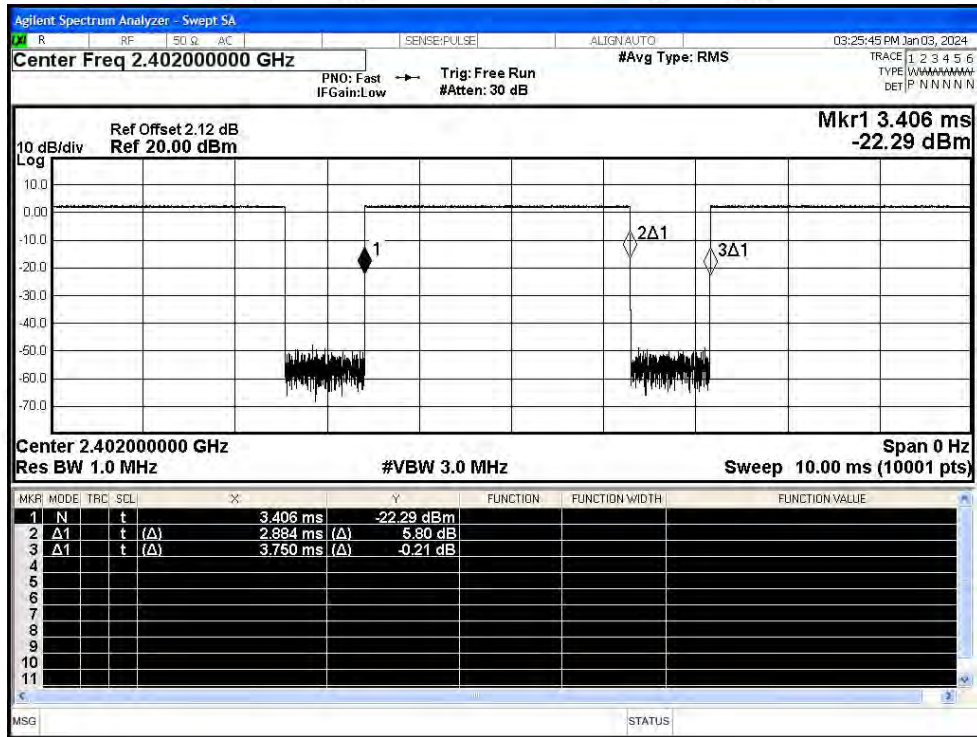 Agilent Spectrum Analyzer - Swept SA
LXI R RF 50 Ω AC SENSE:PULSE ALIGN AUTO 03:25:45 PM Jan 03, 2024
Center Freq 2.402000000 GHz #Avg Type: RMS TRACE 1 2 3 4 5 6
PNO: Fast Trig: Free Run TYPE WWWWWW
IFGain:Low #Atten: 30 dB DET P N N N N N
Mkr1 3.406 ms
Ref Offset 2.12 dB
10 dB/div Ref 20.00 dBm -22.29 dBm
Log
10.0
0.00
-10.0
-20.0
-30.0
-40.0
-50.0
-60.0
-70.0
1
2Δ1
3Δ1
Center 2.402000000 GHz Span 0 Hz
Res BW 1.0 MHz #VBW 3.0 MHz Sweep 10.00 ms (10001 pts)
MKR MODE TRC SCL X Y FUNCTION FUNCTION WIDTH FUNCTION VALUE
1 N t 3.406 ms -22.29 dBm
2 Δ1 t (Δ) 2.884 ms (Δ) 5.80 dB
3 Δ1 t (Δ) 3.750 ms (Δ) -0.21 dB
4
5
6
7
8
9
10
11
MSG STATUS